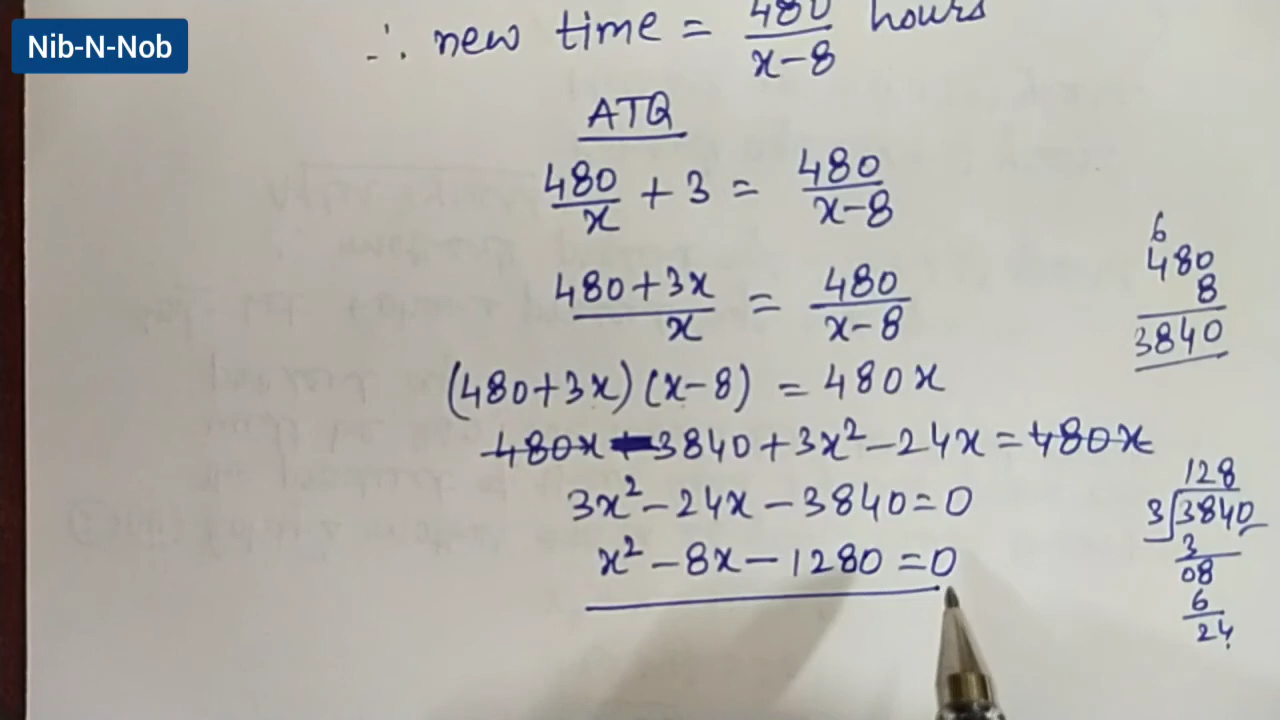 Nib-N-Nob
∴ new time = 480/(x-8) hours
ATQ
480/x + 3 = 480/(x-8)
(480+3x)/x = 480/(x-8)
(480+3x)(x-8) = 480x
480x - 3840 + 3x² - 24x = 480x
3x² - 24x - 3840 = 0
x² - 8x - 1280 = 0
6
480
8
3840
128
3)3840
3
08
6
24